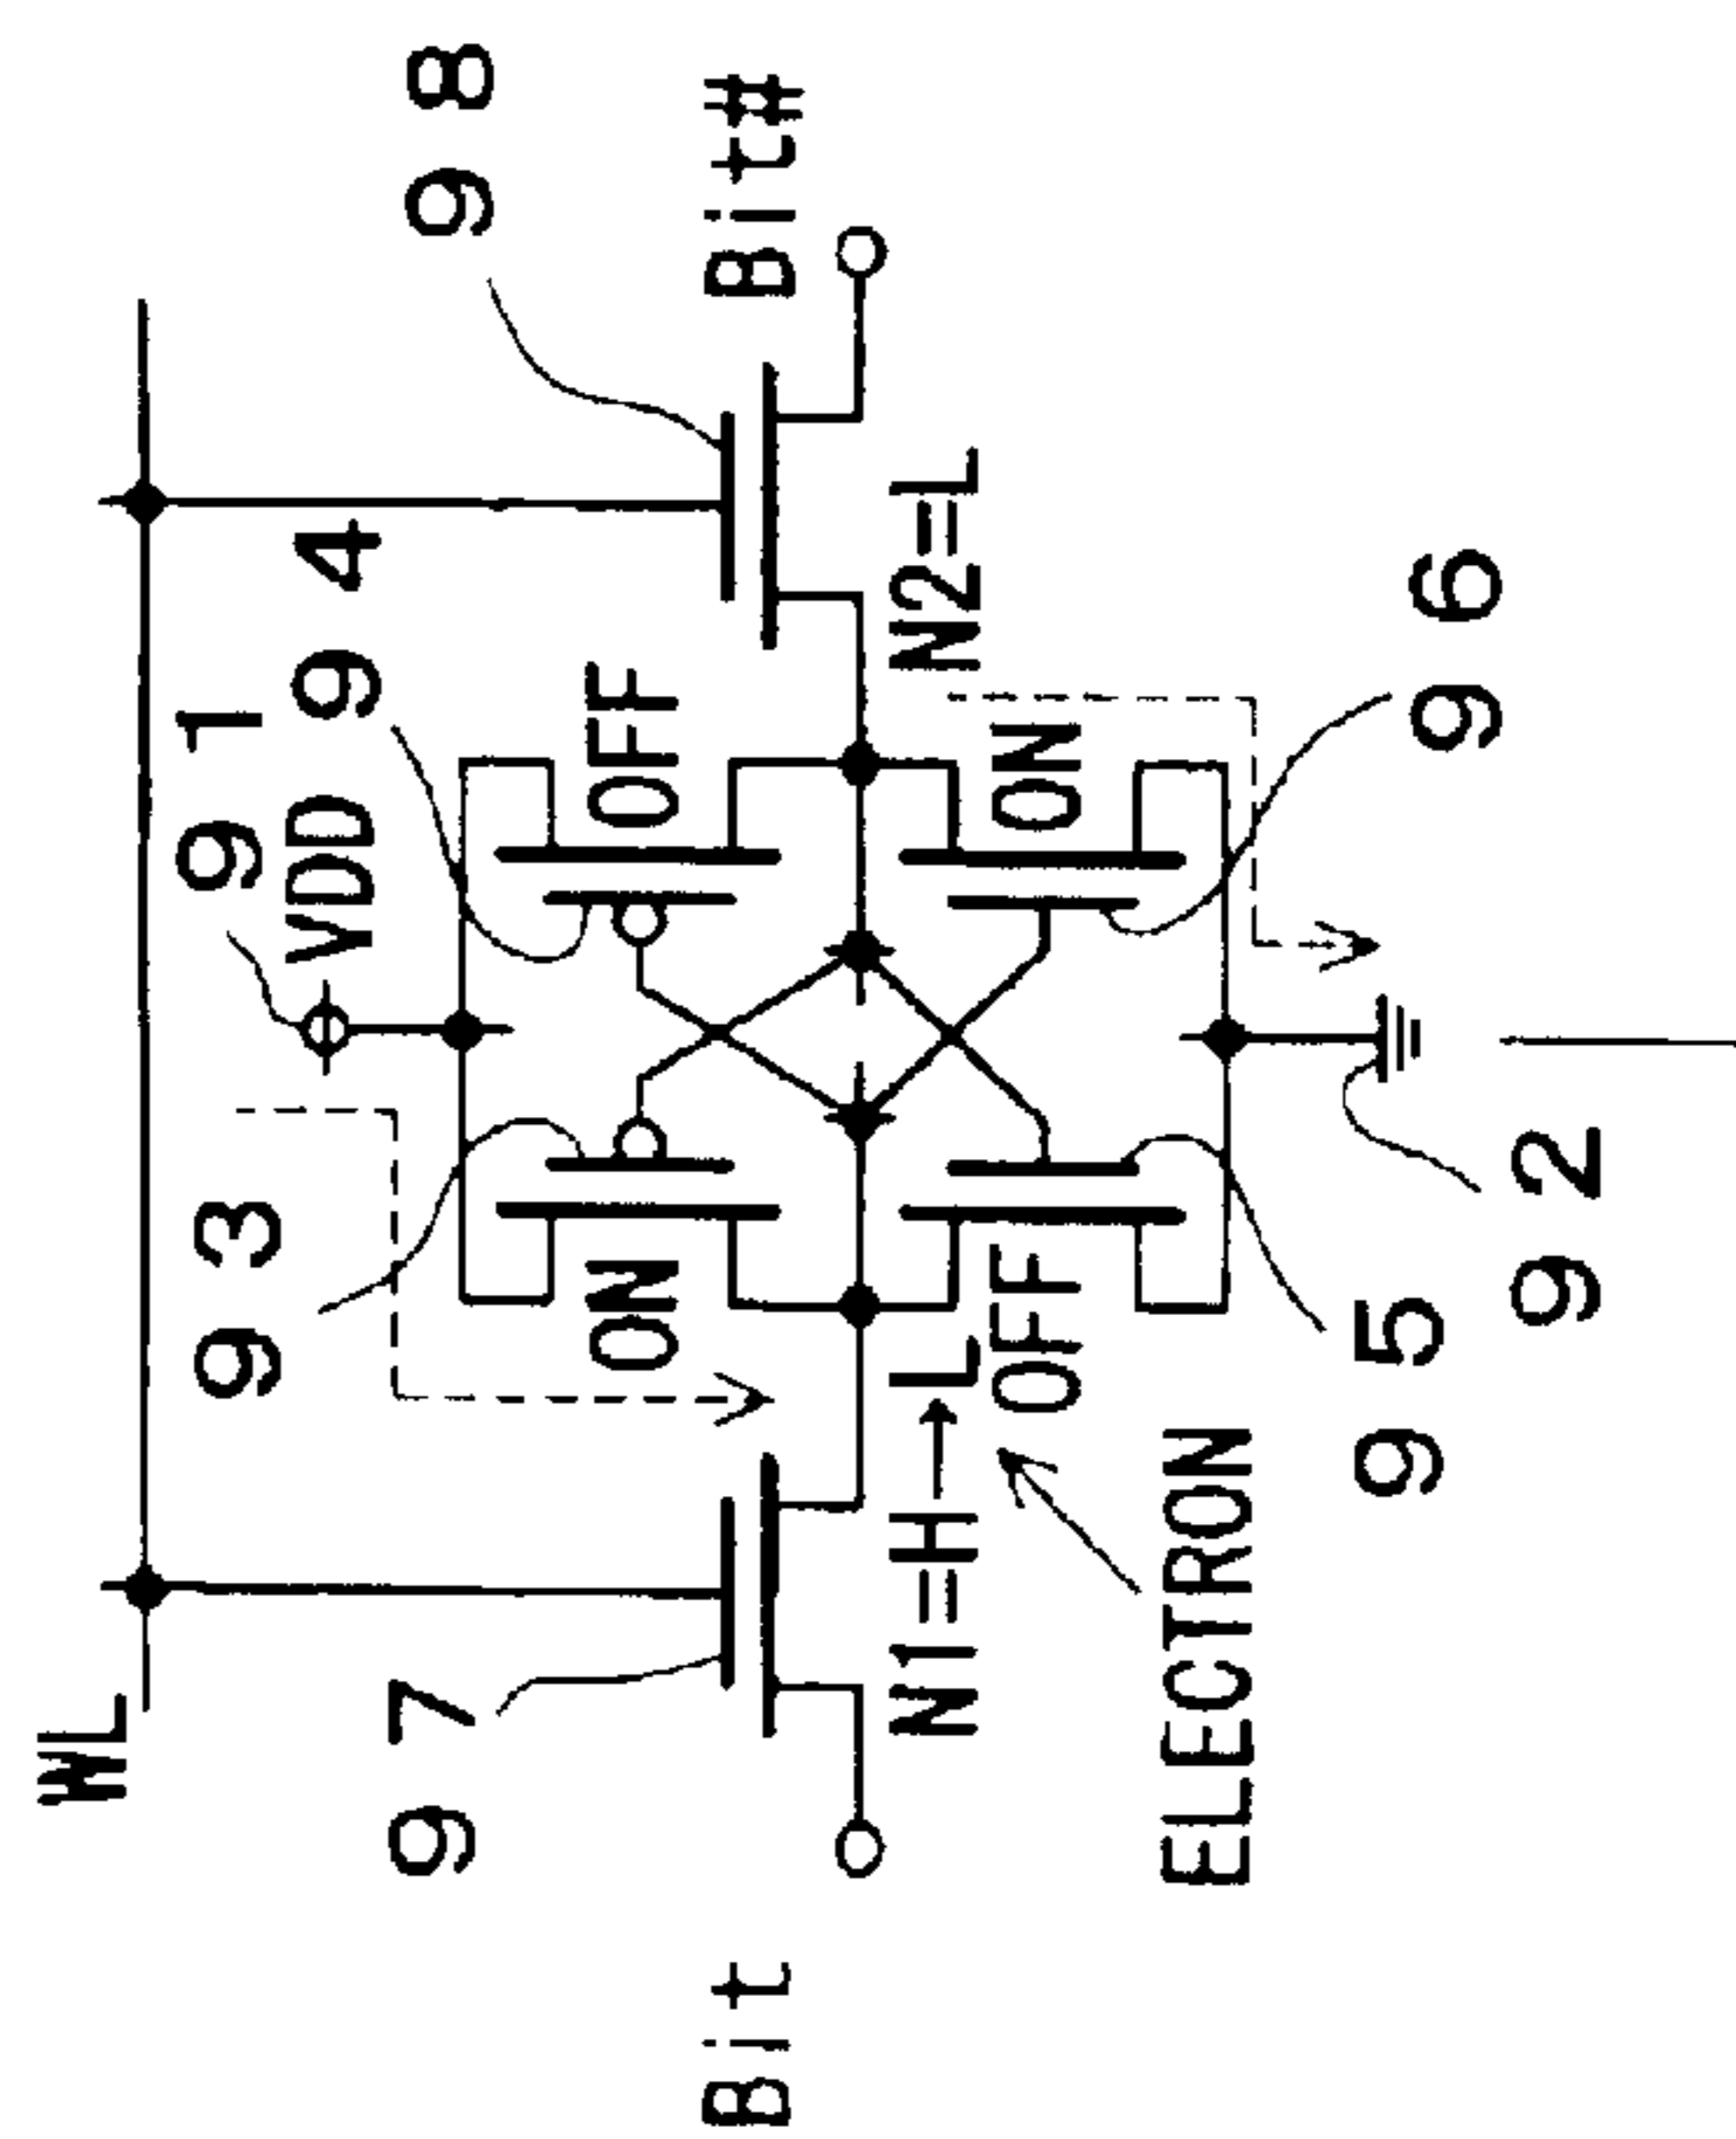 WL
91
VDD
93
94
97
98
ON
OFF
Bit
Bit#
N1=H→L
N2=L
OFF
ON
ELECTRON
95
96
92